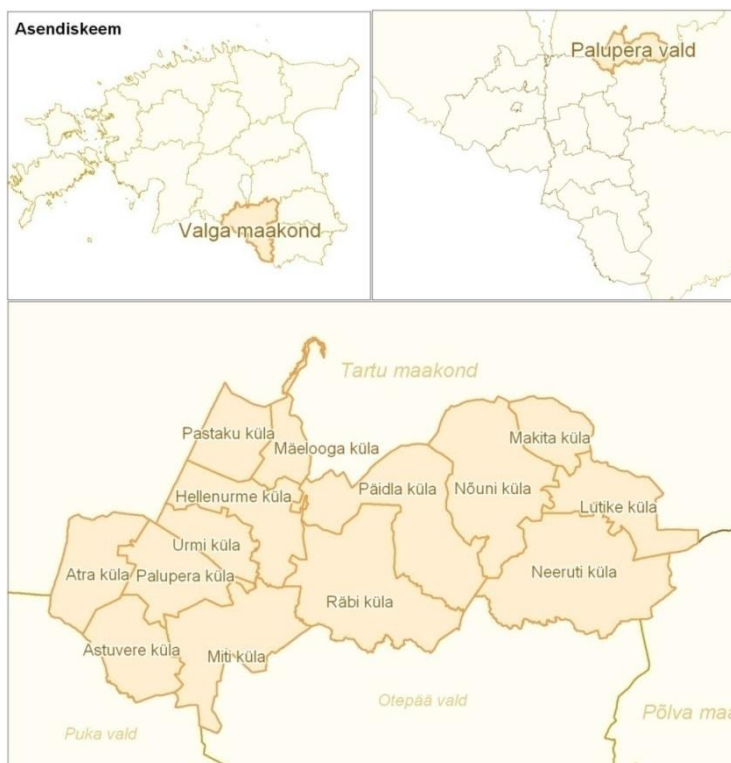 Asendiskeem
Valga maakond
Palupera vald
Tartu maakond
Pastaku küla
Mäelooga küla
Makita küla
Hellenurme küla
Päidla küla
Nõuni küla
Lutike küla
Urmi küla
Atra küla
Palupera küla
Neeruti küla
Räbi küla
Astuvere küla
Miti küla
Otepää vald
Põlva maa
Puka vald